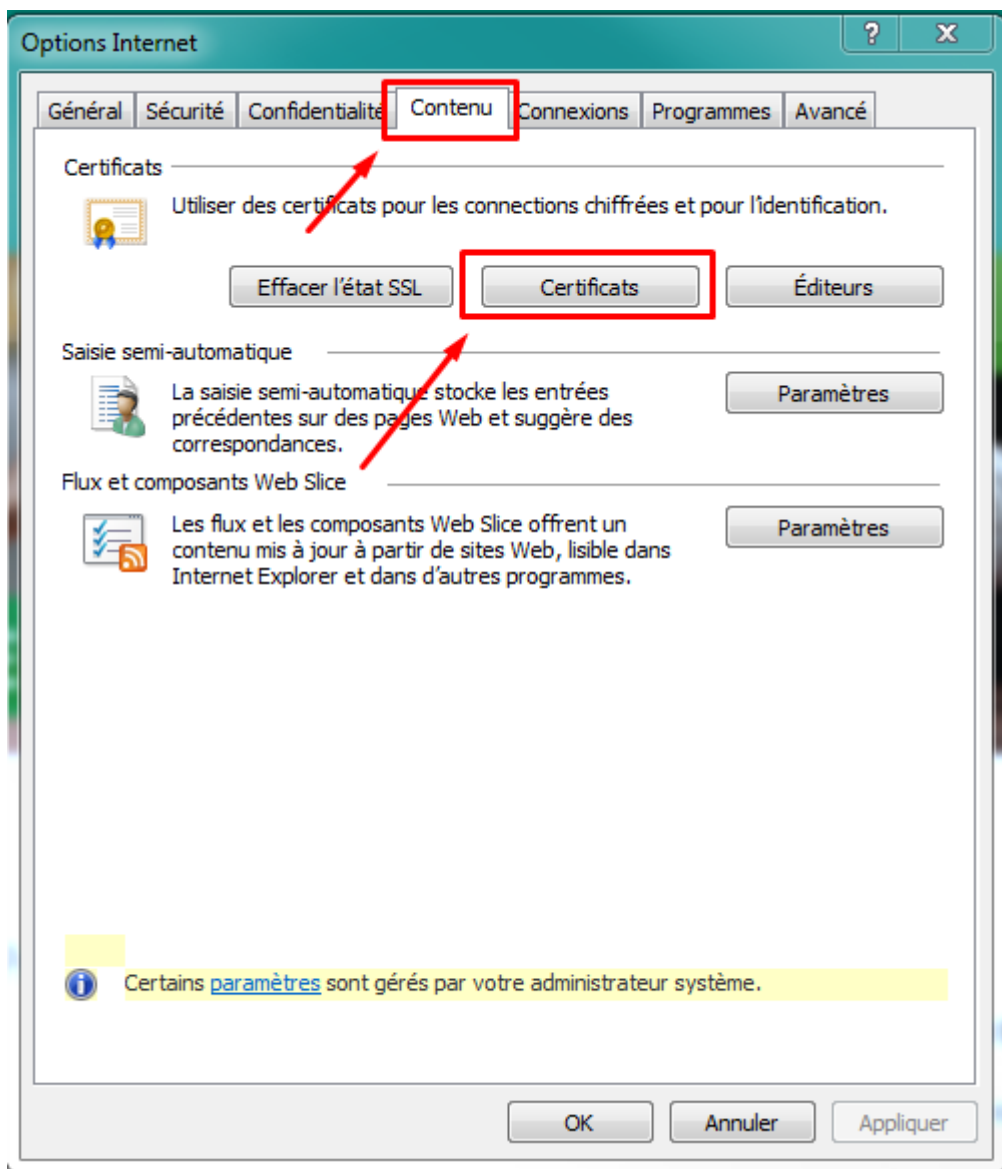 Options Internet
Général Sécurité Confidentialité Contenu Connexions Programmes Avancé
Certificats
Utiliser des certificats pour les connections chiffrées et pour l'identification.
Effacer l'état SSL Certificats Éditeurs
Saisie semi-automatique
La saisie semi-automatique stocke les entrées
précédentes sur des pages Web et suggère des
correspondances.
Paramètres
Flux et composants Web Slice
Les flux et les composants Web Slice offrent un
contenu mis à jour à partir de sites Web, lisible dans
Internet Explorer et dans d'autres programmes.
Paramètres
Certains paramètres sont gérés par votre administrateur système.
OK Annuler Appliquer